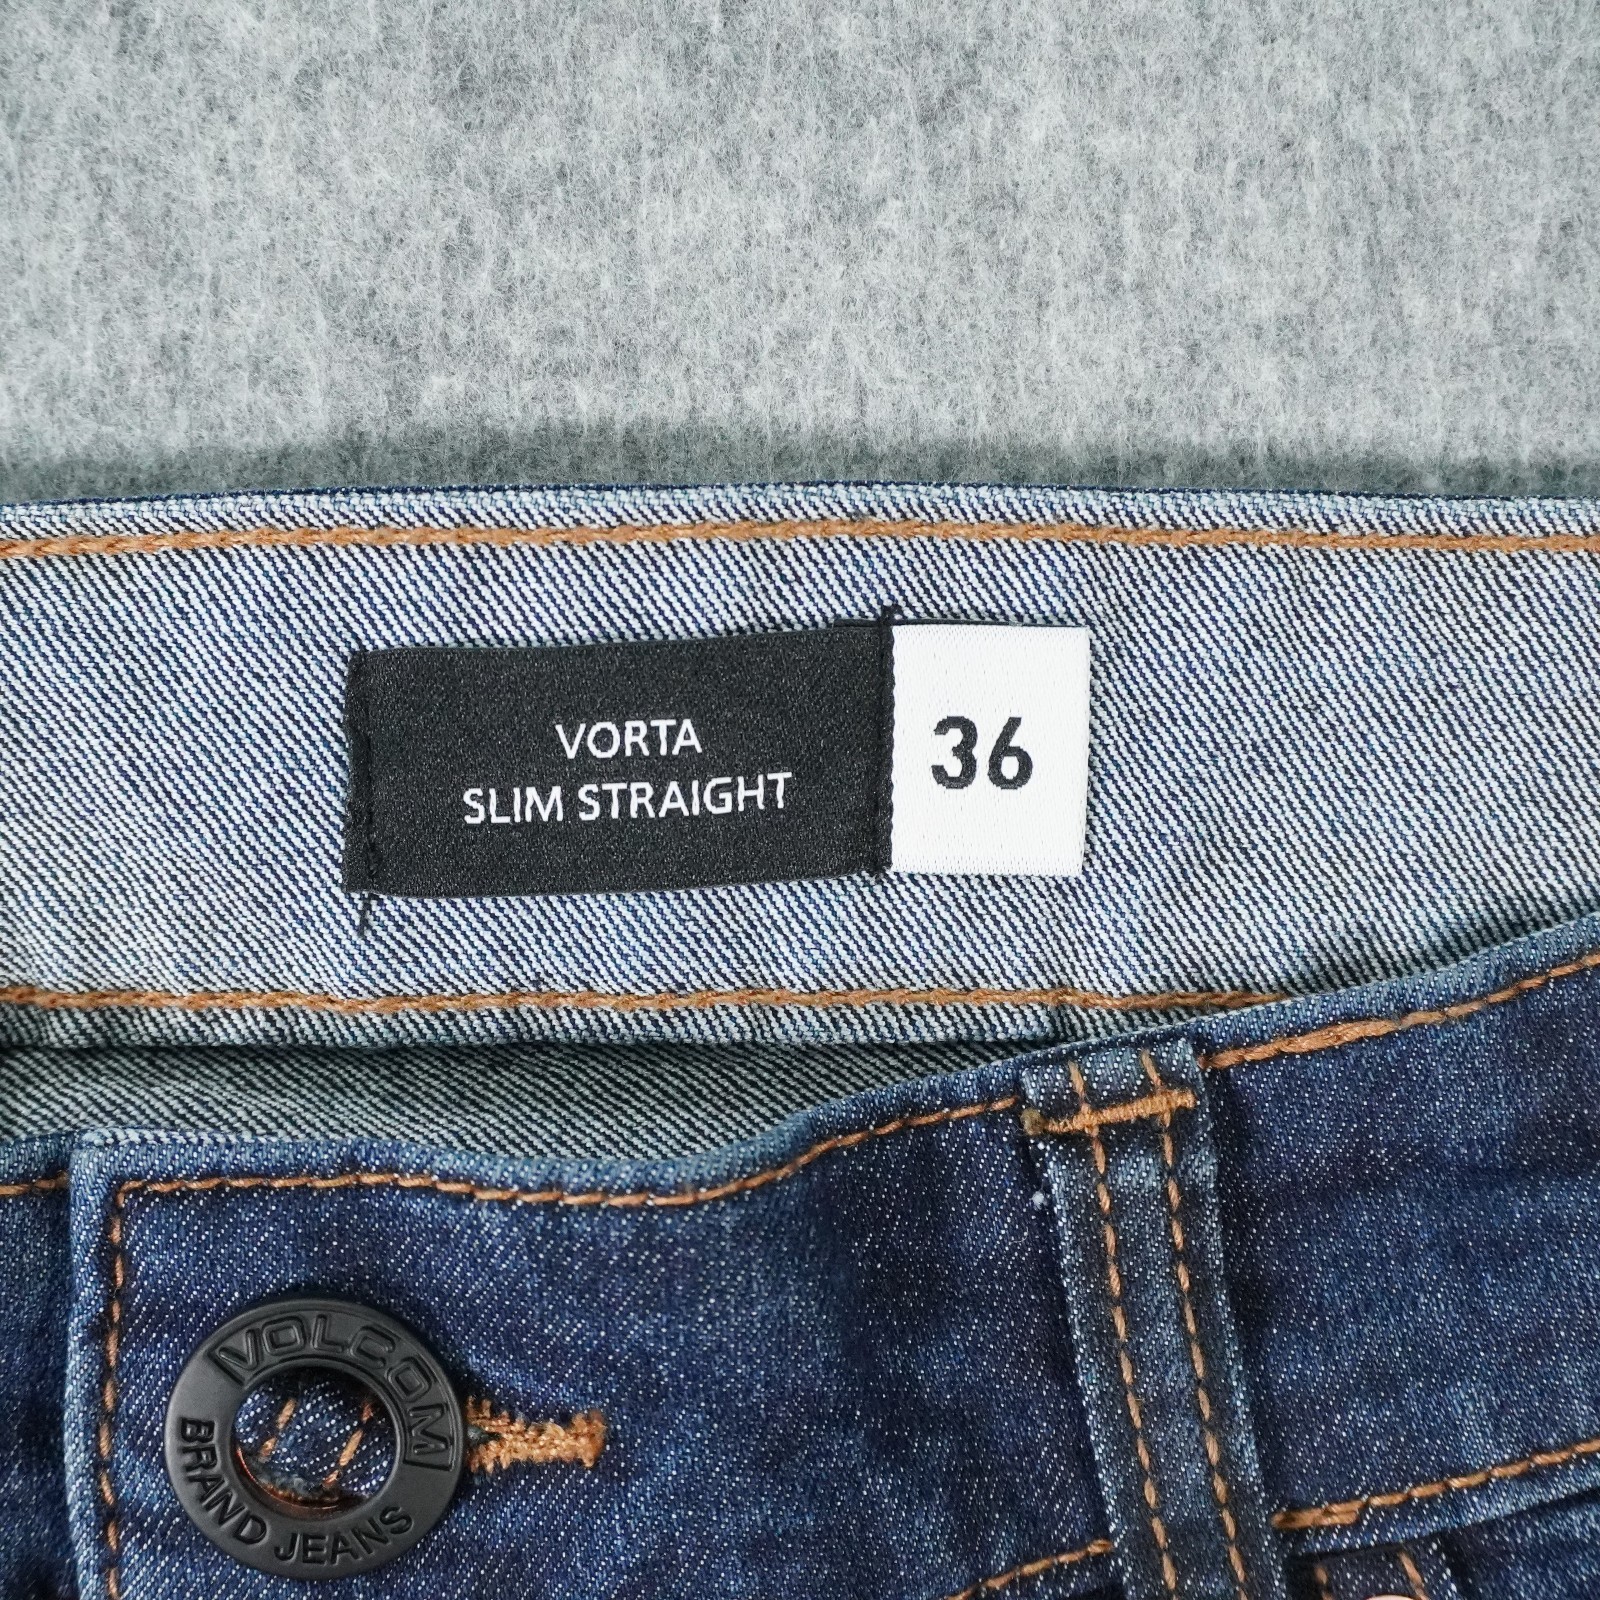 VORTA
SLIM STRAIGHT
36
VOLCOM
BRAND JEANS